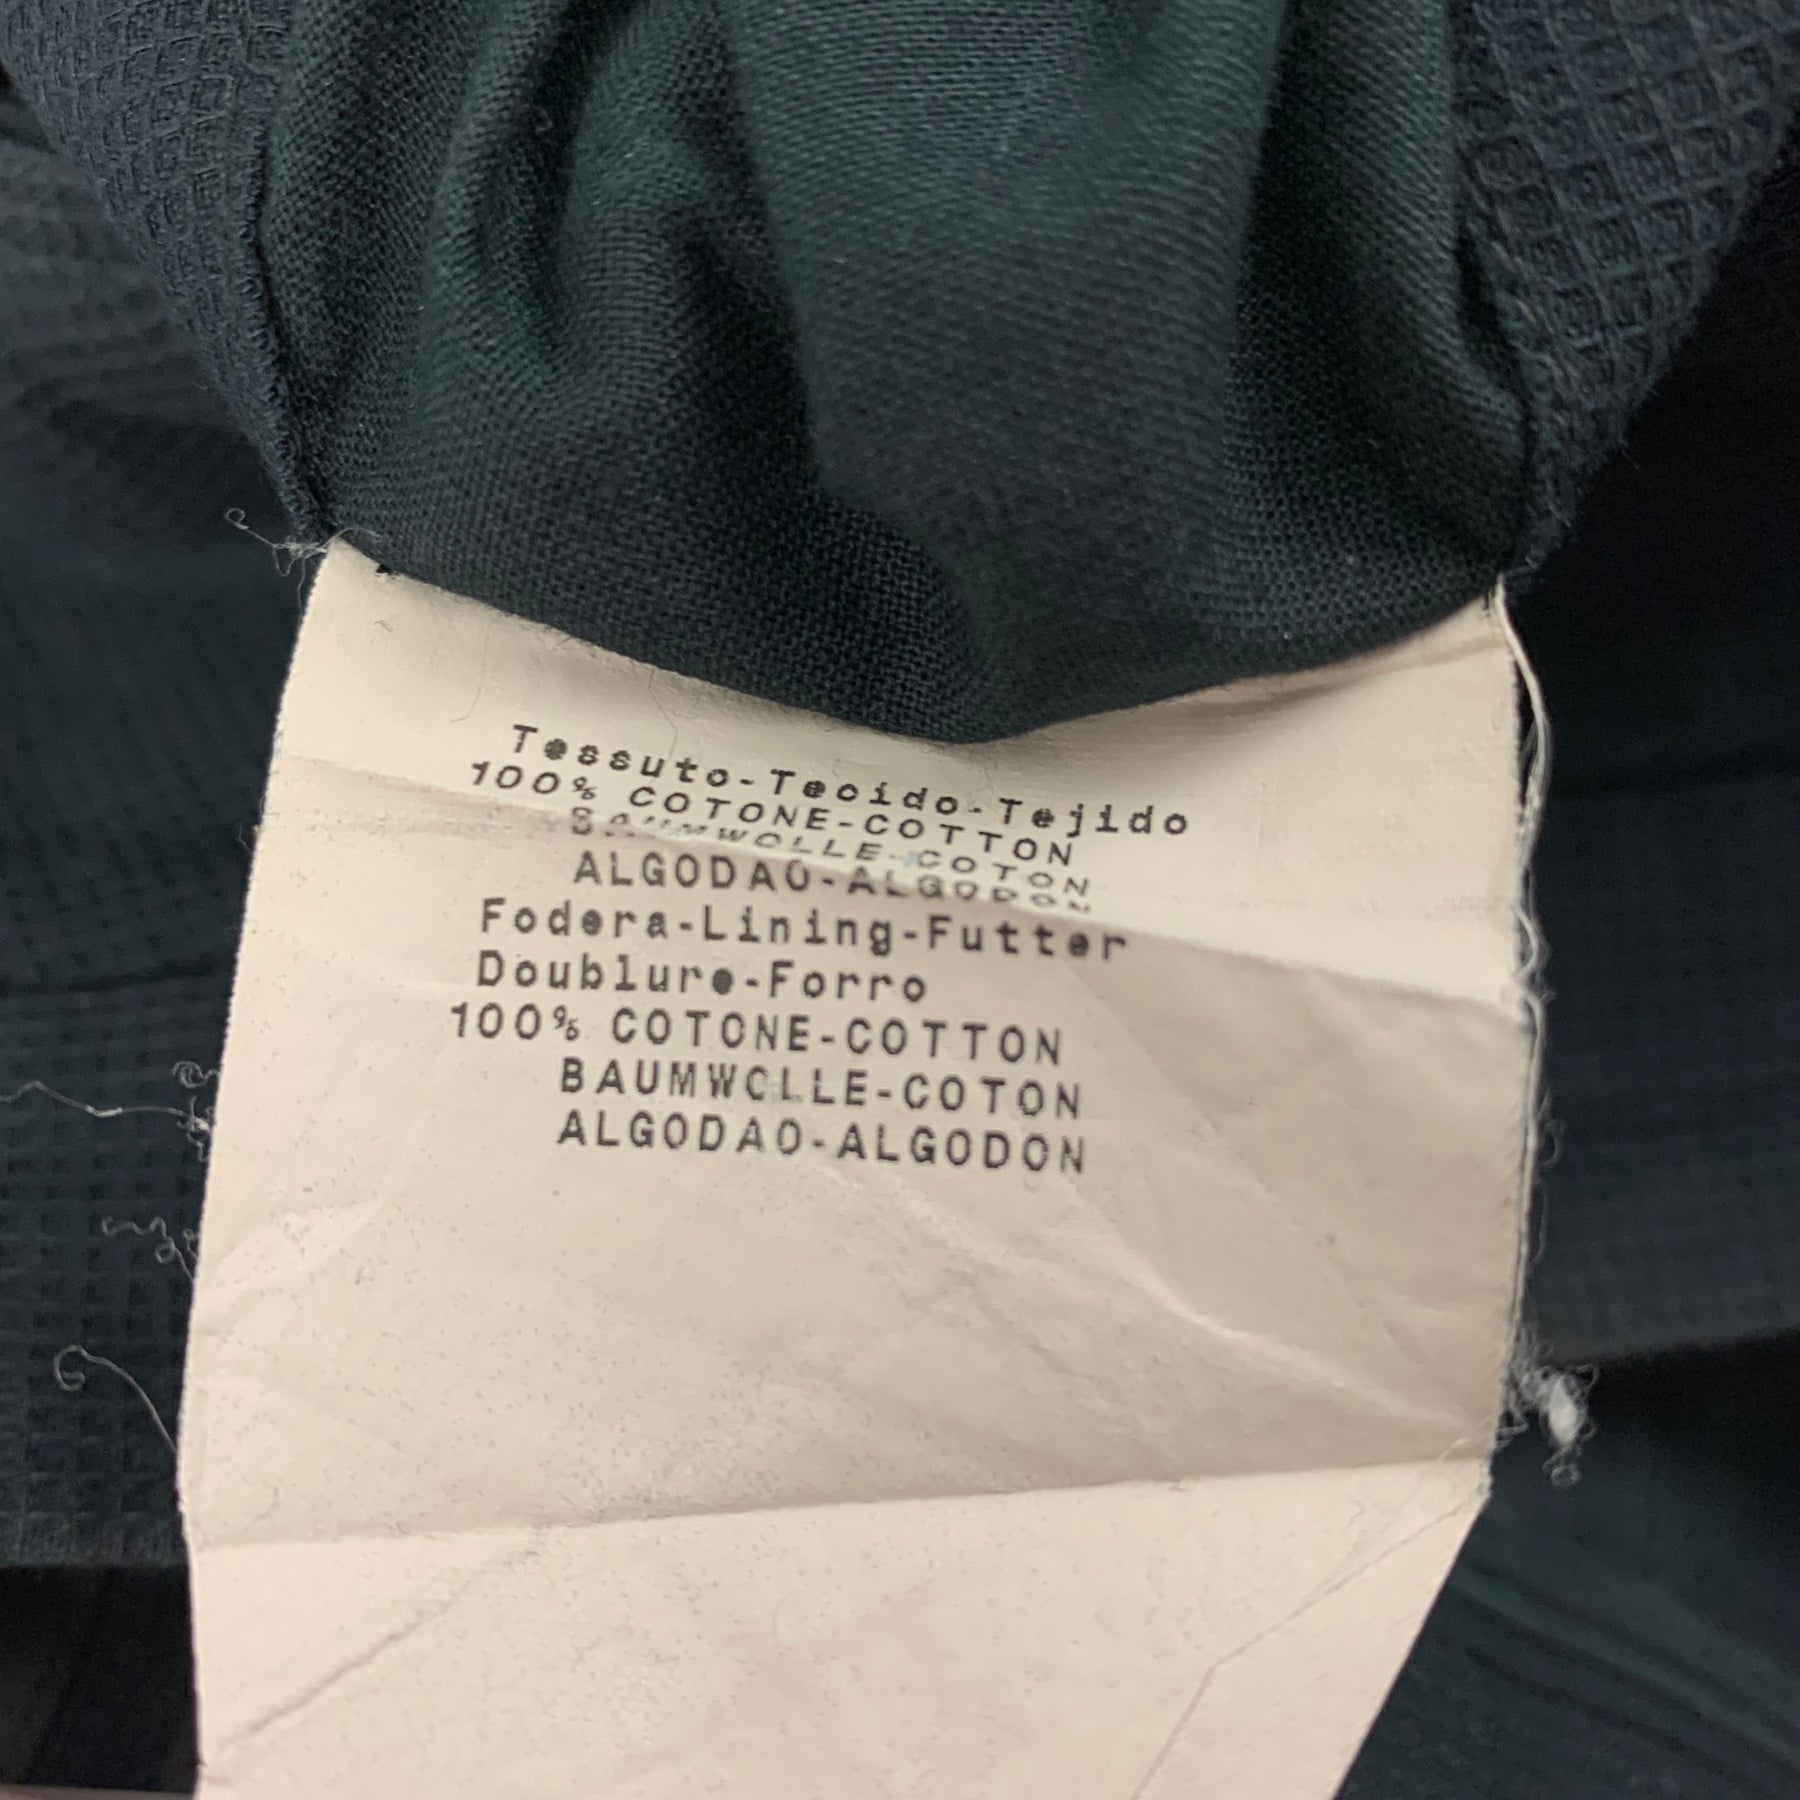 Tessuto-Tecido-Tejido
100% COTONE-COTTON
BAUMWOLLE-COTON
ALGODAO-ALGODON
Fodera-Lining-Futter
Doublure-Forro
100% COTONE-COTTON
BAUMWOLLE-COTON
ALGODAO-ALGODON